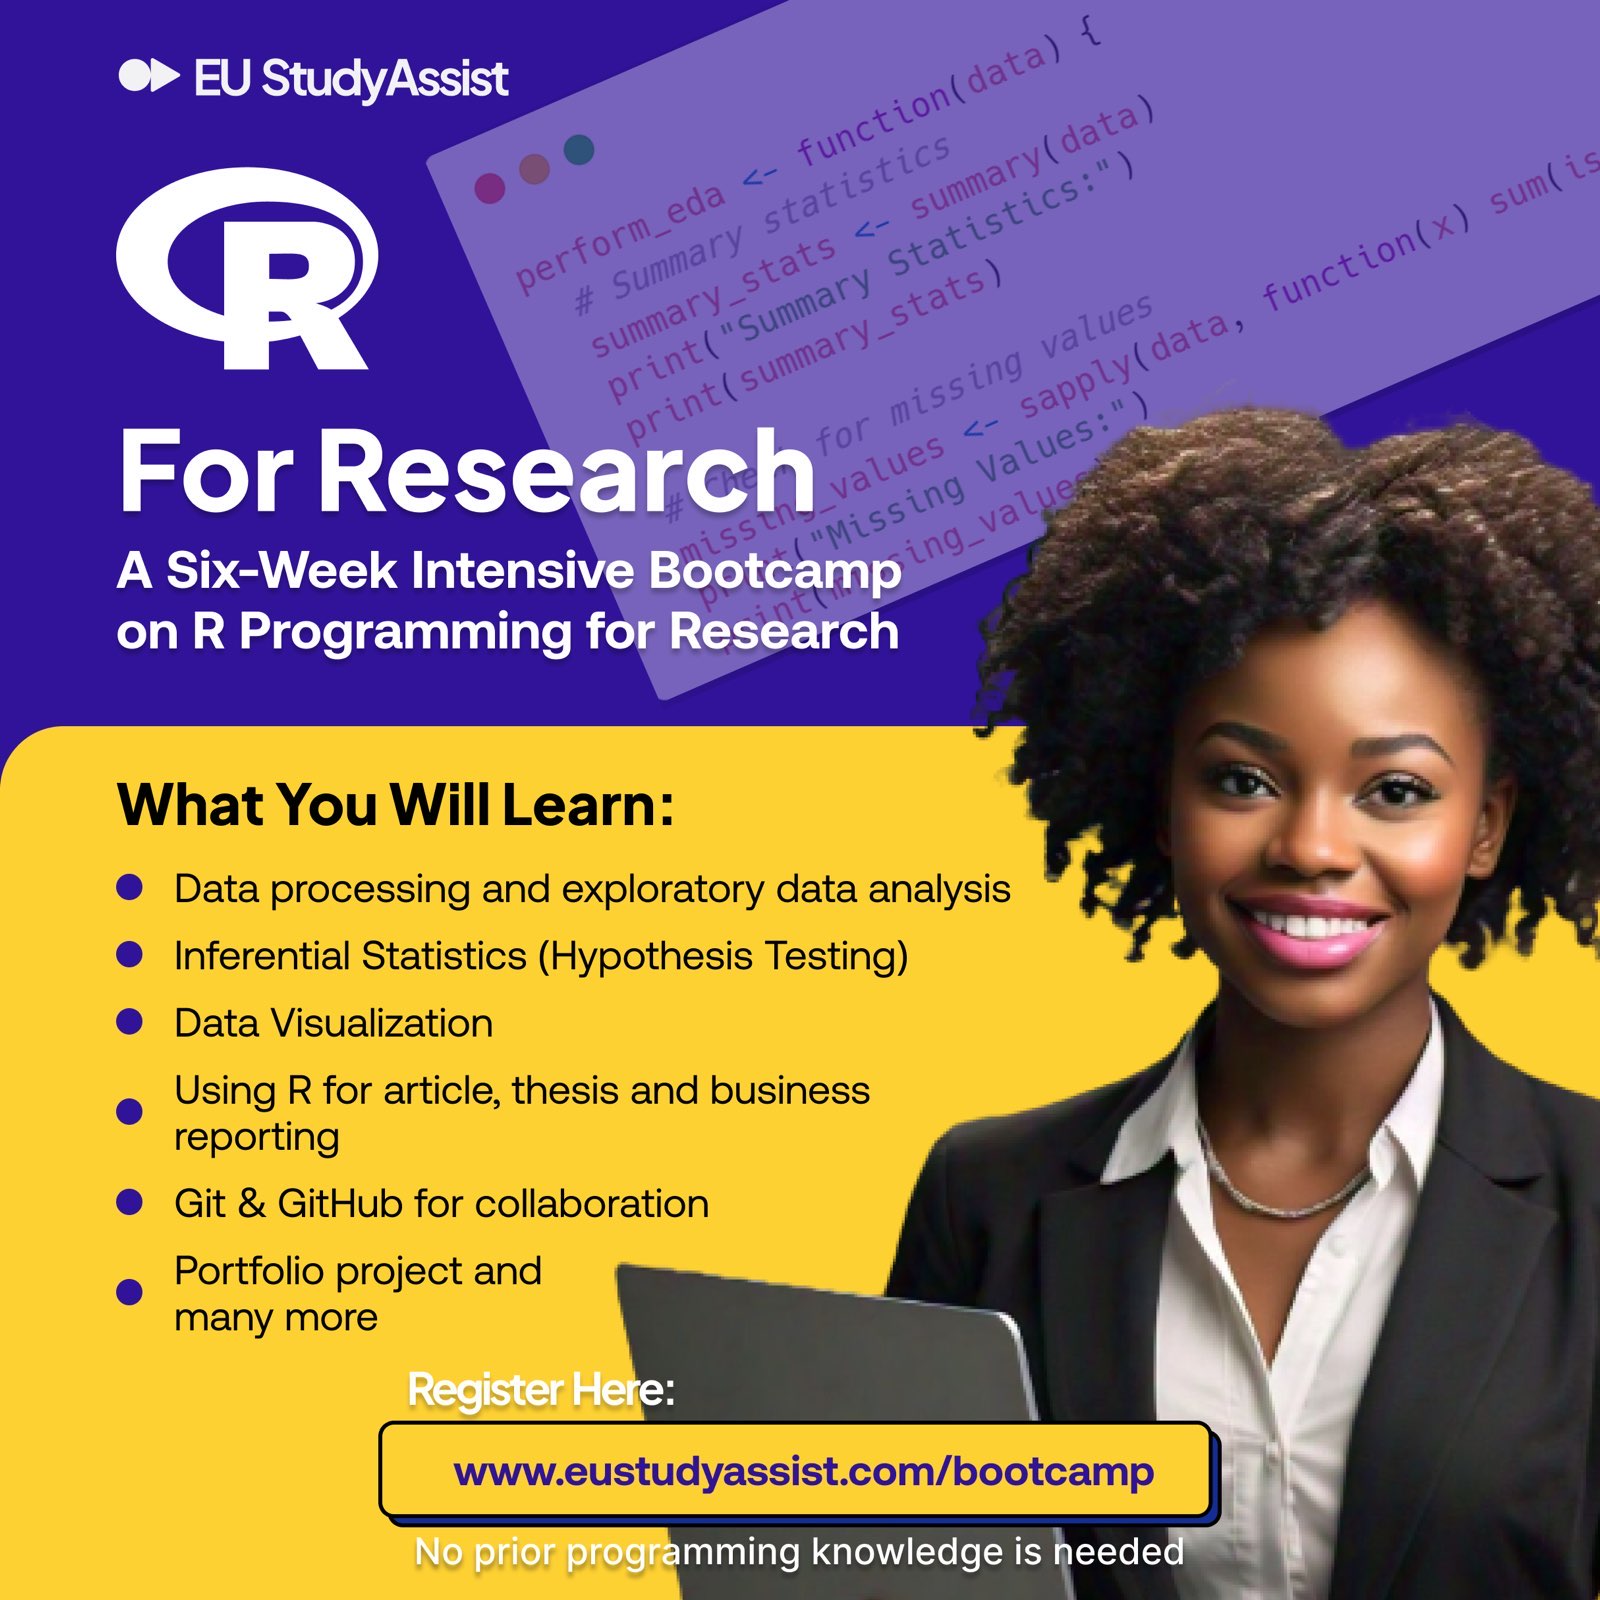 EU StudyAssist
R
For Research
A Six-Week Intensive Bootcamp
on R Programming for Research
perform_eda <- function(data) {
# Summary statistics
summary_stats <- summary(data)
print("Summary Statistics:")
print(summary_stats)
# Check for missing values
missing_values <- sapply(data, function(x) sum(is
print("Missing Values:")
print(missing_values
What You Will Learn:
Data processing and exploratory data analysis
Inferential Statistics (Hypothesis Testing)
Data Visualization
Using R for article, thesis and business
reporting
Git & GitHub for collaboration
Portfolio project and
many more
Register Here:
www.eustudyassist.com/bootcamp
No prior programming knowledge is needed